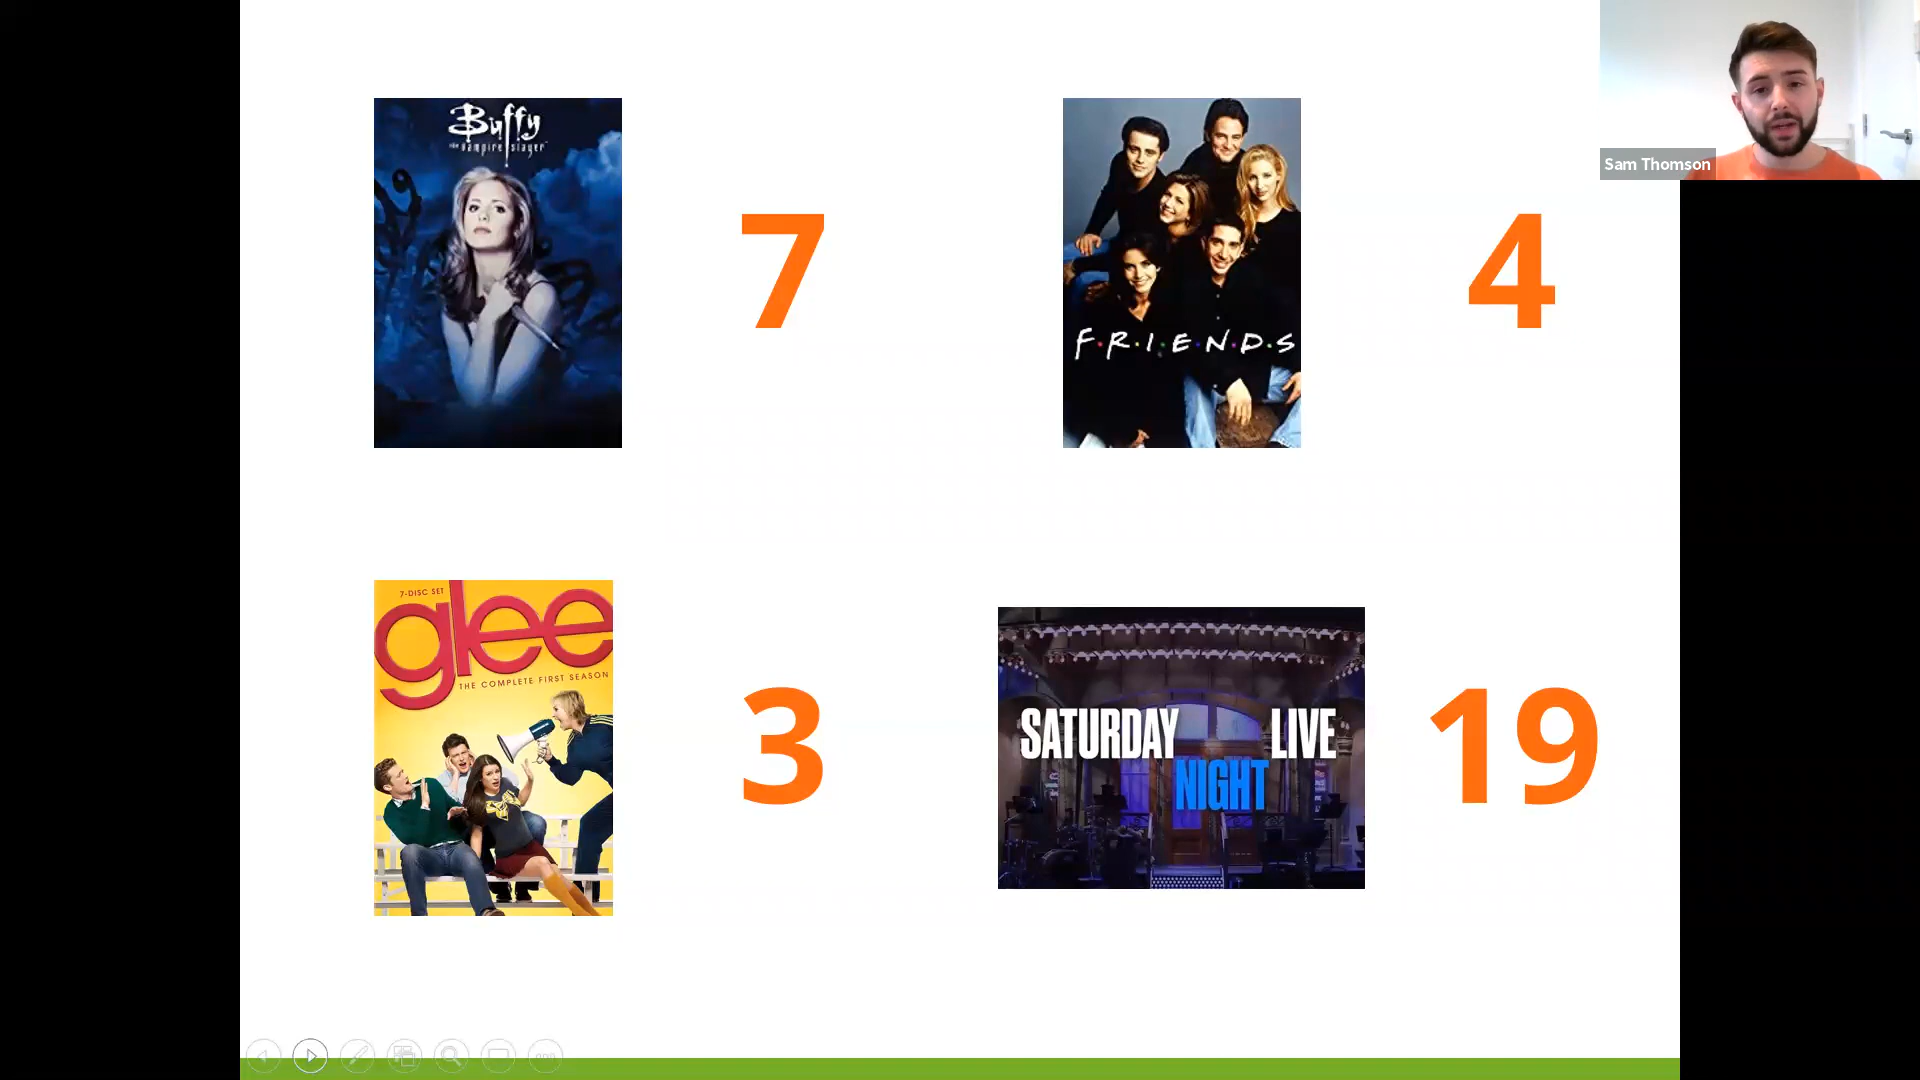 Buffy
the vampire slayer
7
F·R·I·E·N·D·S
4
Sam Thomson
7-DISC SET
glee
THE COMPLETE FIRST SEASON
3
SATURDAY
NIGHT
LIVE
19